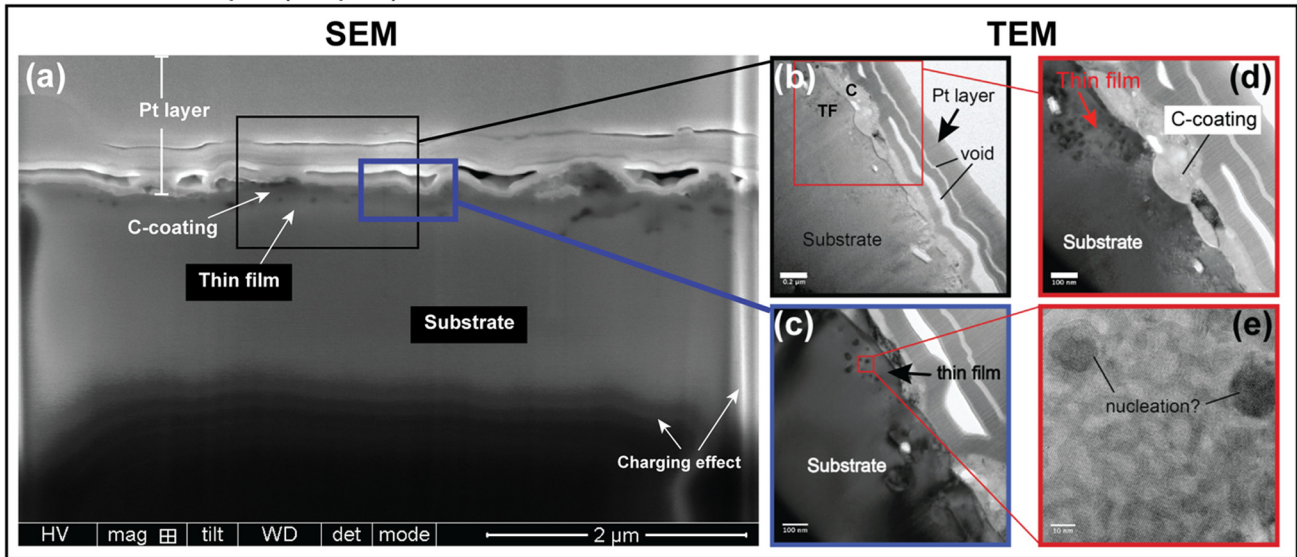 SEM
TEM
(a)
Pt layer
C-coating
Thin film
Substrate
Charging effect
HV mag tilt WD det mode 2 µm
(b)
C
TF
Pt layer
void
Substrate
0.2 µm
(d)
Thin film
C-coating
Substrate
100 nm
(c)
thin film
Substrate
100 nm
(e)
nucleation?
10 nm